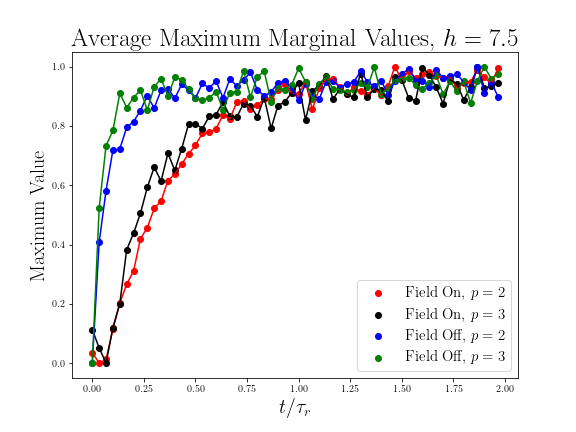 Average Maximum Marginal Values, h = 7.5
1.0
0.8
0.6
0.4
0.2
0.0
Maximum Value
Field On, p = 2
Field On, p = 3
Field Off, p = 2
Field Off, p = 3
0.00 0.25 0.50 0.75 1.00 1.25 1.50 1.75 2.00
t/τr